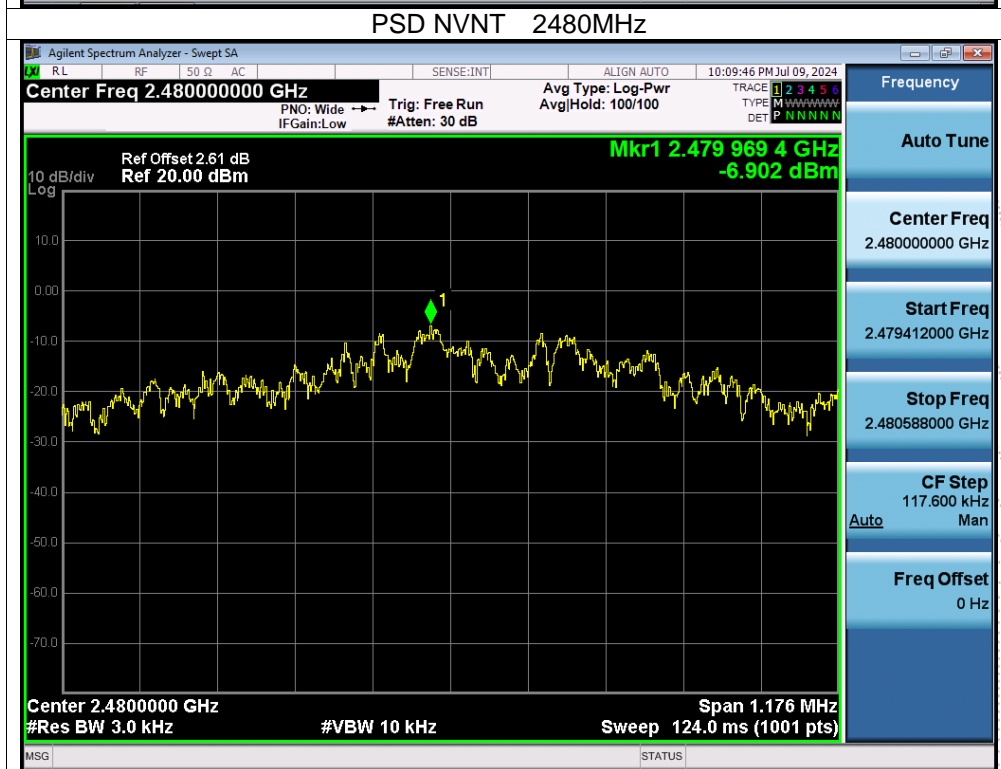 PSD NVNT 2480MHz
Agilent Spectrum Analyzer - Swept SA
LXI RL RF 50 Ω AC SENSE:INT ALIGN AUTO 10:09:46 PM Jul 09, 2024
Center Freq 2.480000000 GHz
PNO: Wide
IFGain:Low
Trig: Free Run
#Atten: 30 dB
Avg Type: Log-Pwr
Avg|Hold: 100/100
TRACE 1 2 3 4 5 6
TYPE M WWWWW
DET P N N N N N
Frequency
Auto Tune
Center Freq
2.480000000 GHz
Start Freq
2.479412000 GHz
Stop Freq
2.480588000 GHz
CF Step
117.600 kHz
Auto Man
Freq Offset
0 Hz
Mkr1 2.479 969 4 GHz
-6.902 dBm
Ref Offset 2.61 dB
10 dB/div Ref 20.00 dBm
Log
10.0
0.00
-10.0
-20.0
-30.0
-40.0
-50.0
-60.0
-70.0
1
Center 2.4800000 GHz Span 1.176 MHz
#Res BW 3.0 kHz #VBW 10 kHz Sweep 124.0 ms (1001 pts)
MSG STATUS